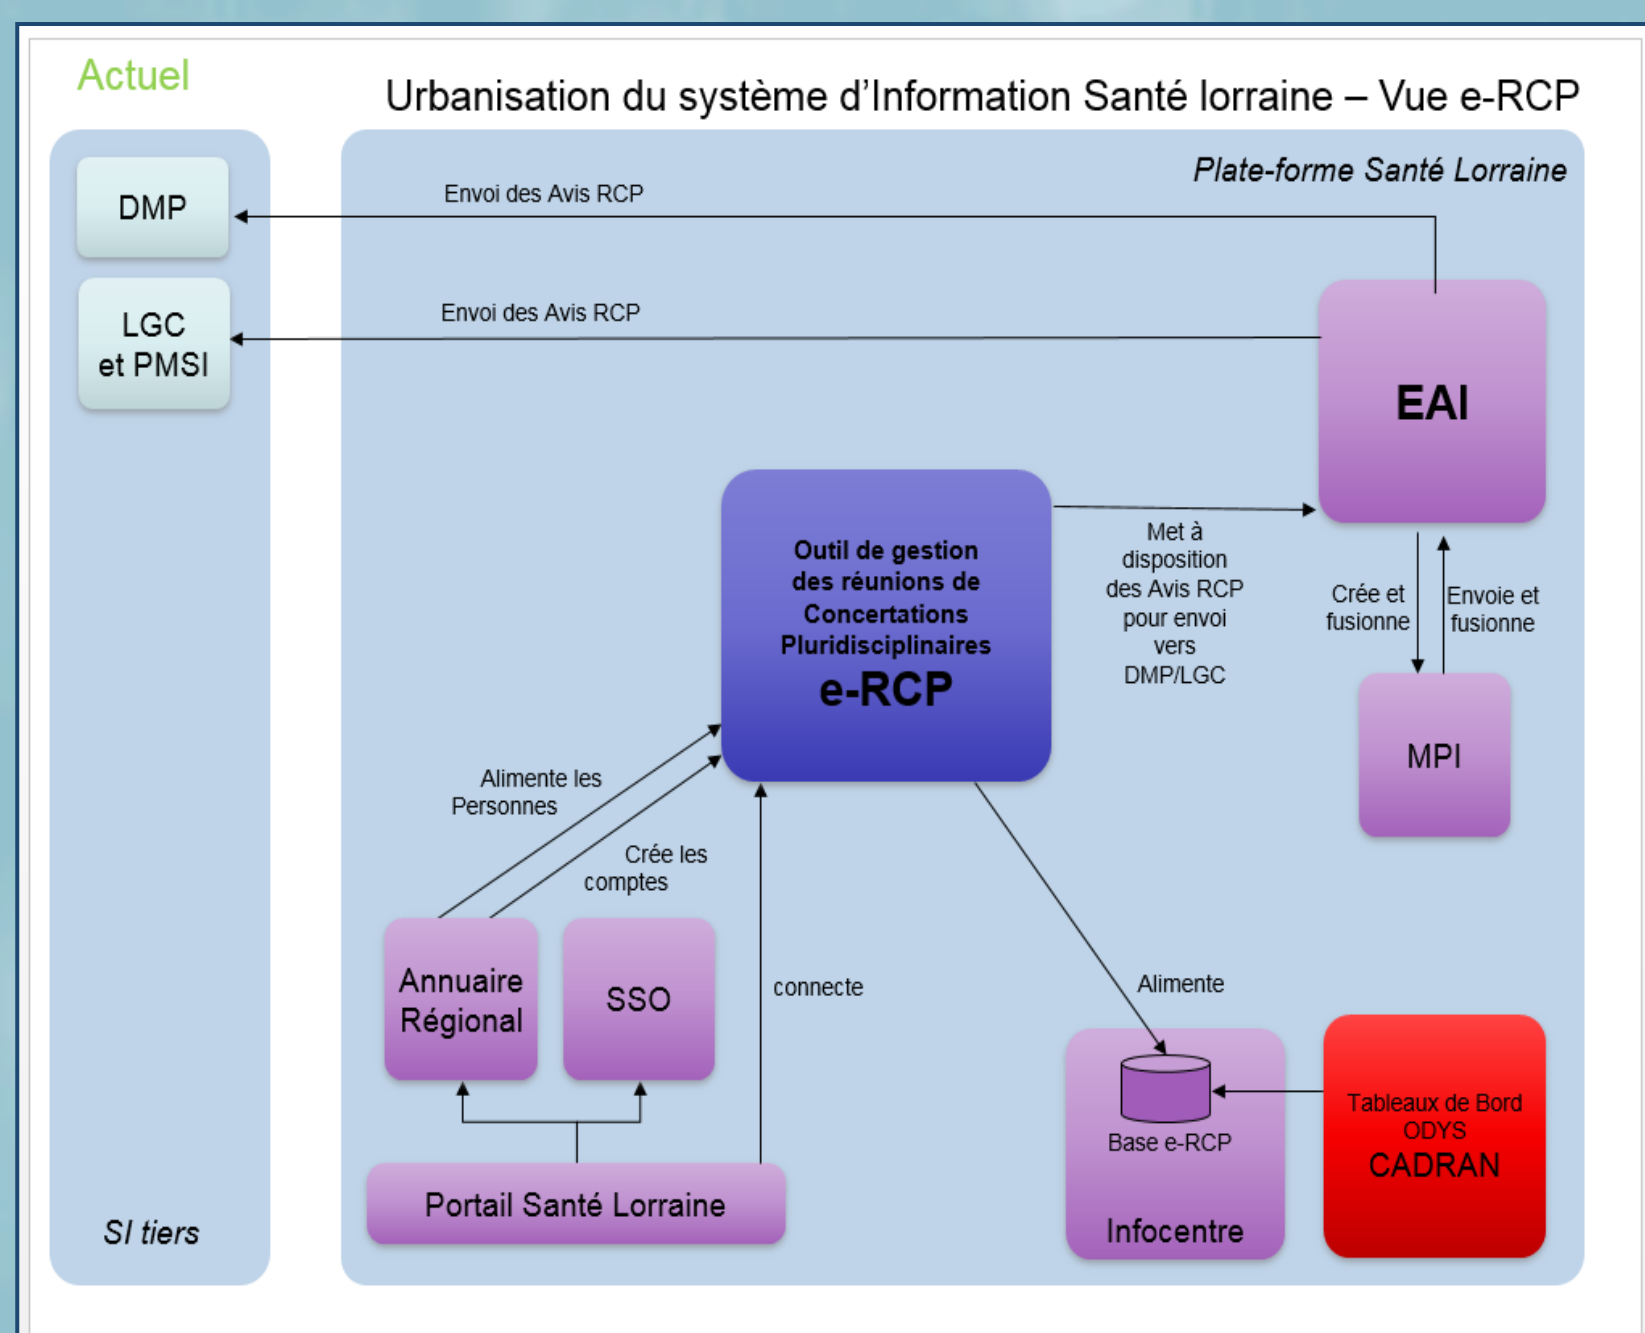 Actuel
Urbanisation du système d'Information Santé lorraine – Vue e-RCP
Plate-forme Santé Lorraine
DMP
Envoi des Avis RCP
LGC
et PMSI
Envoi des Avis RCP
EAI
Outil de gestion
des réunions de
Concertations
Pluridisciplinaires
e-RCP
Met à
disposition
des Avis RCP
pour envoi
vers
DMP/LGC
Crée et
fusionne
Envoie et
fusionne
MPI
Alimente les
Personnes
Crée les
comptes
Annuaire
Régional
SSO
connecte
Alimente
Base e-RCP
Infocentre
Tableaux de Bord
ODYS
CADRAN
Portail Santé Lorraine
SI tiers